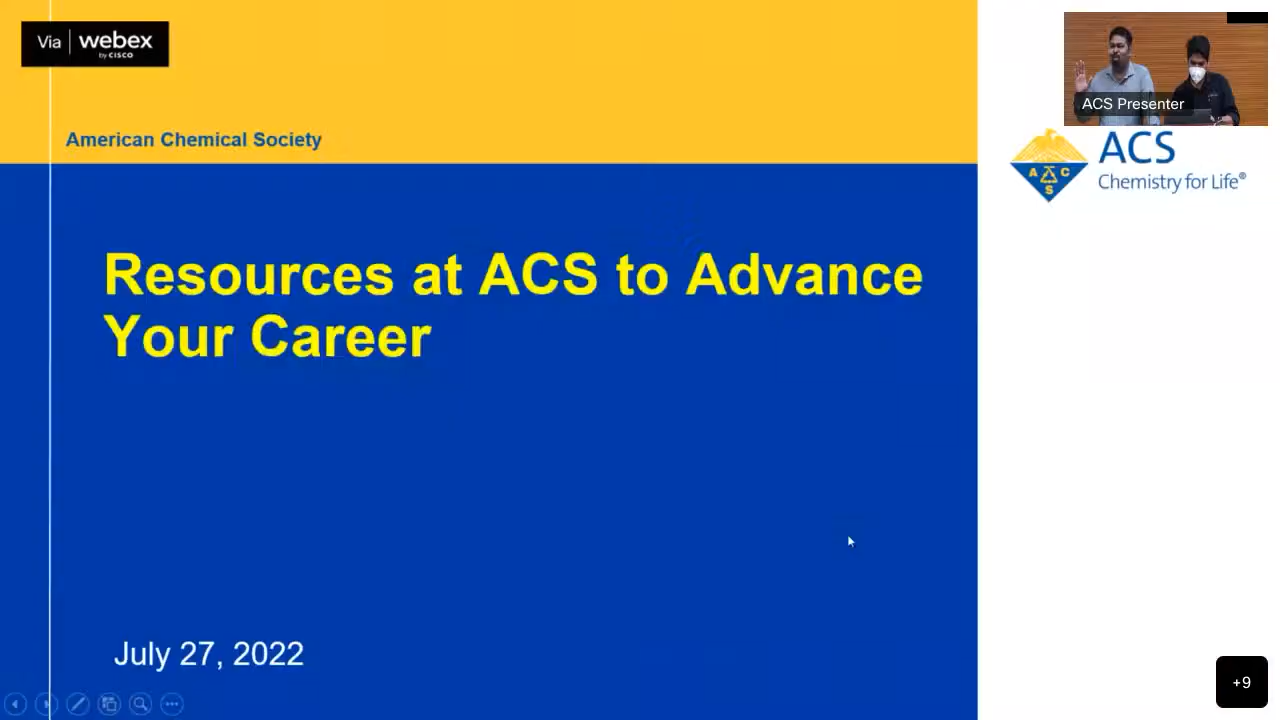 Via webex
by CISCO
American Chemical Society
Resources at ACS to Advance
Your Career
July 27, 2022
ACS Presenter
ACS
Chemistry for Life®
A C S
+9